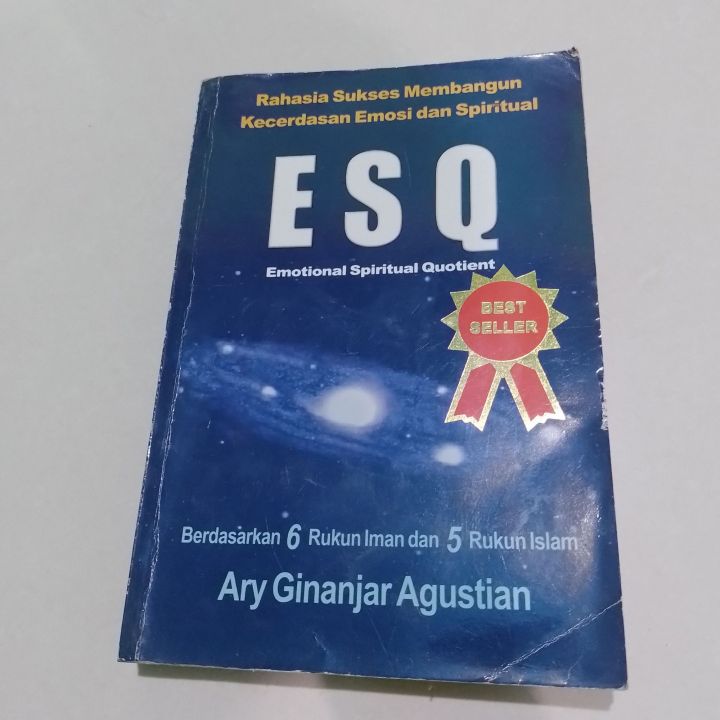 Rahasia Sukses Membangun
Kecerdasan Emosi dan Spiritual
ESQ
Emotional Spiritual Quotient
BEST
SELLER
Berdasarkan 6 Rukun Iman dan 5 Rukun Islam
Ary Ginanjar Agustian